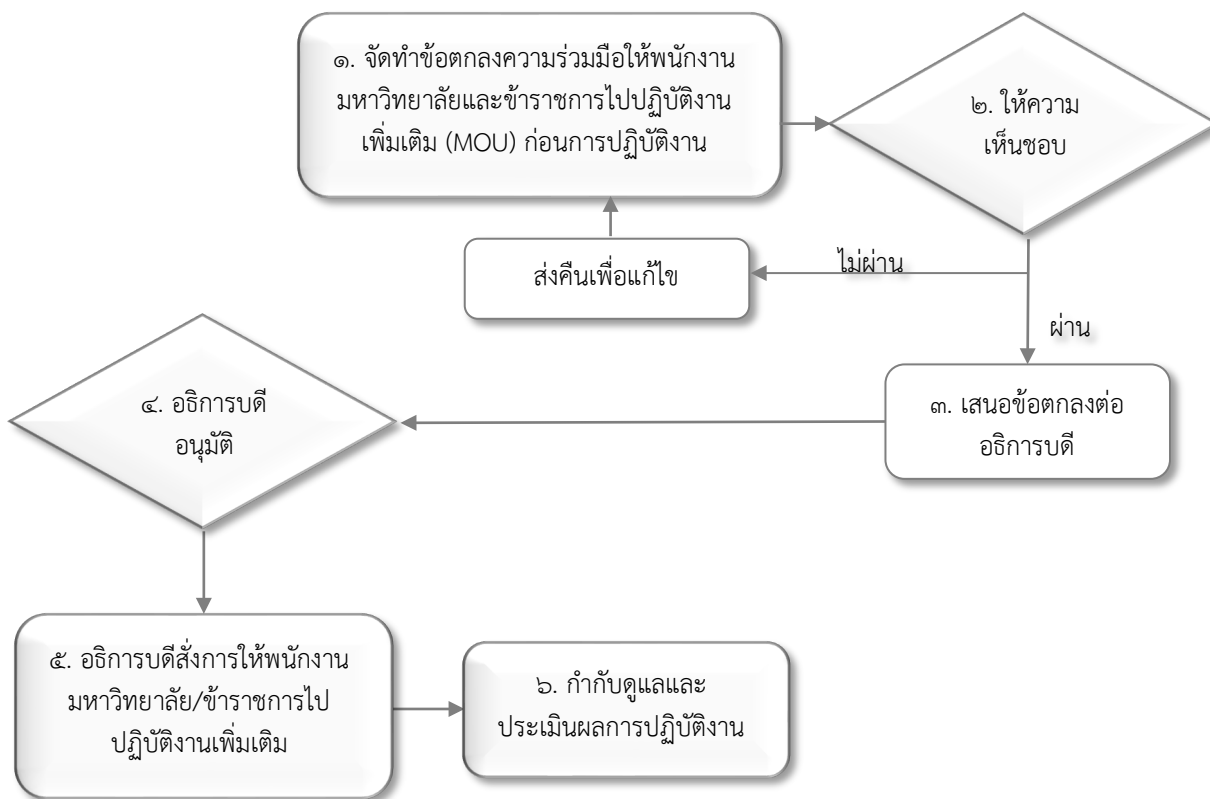 ๑. จัดทำข้อตกลงความร่วมมือให้พนักงาน
มหาวิทยาลัยและข้าราชการไปปฏิบัติงาน
เพิ่มเติม (MOU) ก่อนการปฏิบัติงาน
๒. ให้ความ
เห็นชอบ
ไม่ผ่าน
ส่งคืนเพื่อแก้ไข
ผ่าน
๓. เสนอข้อตกลงต่อ
อธิการบดี
๔. อธิการบดี
อนุมัติ
๕. อธิการบดีสั่งการให้พนักงาน
มหาวิทยาลัย/ข้าราชการไป
ปฏิบัติงานเพิ่มเติม
๖. กำกับดูแลและ
ประเมินผลการปฏิบัติงาน